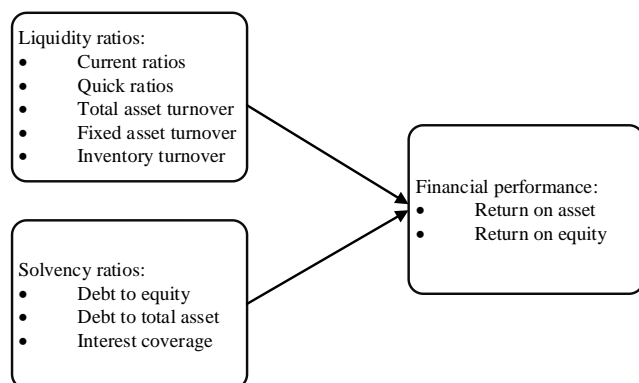 Liquidity ratios:
• Current ratios
• Quick ratios
• Total asset turnover
• Fixed asset turnover
• Inventory turnover
Financial performance:
• Return on asset
• Return on equity
Solvency ratios:
• Debt to equity
• Debt to total asset
• Interest coverage